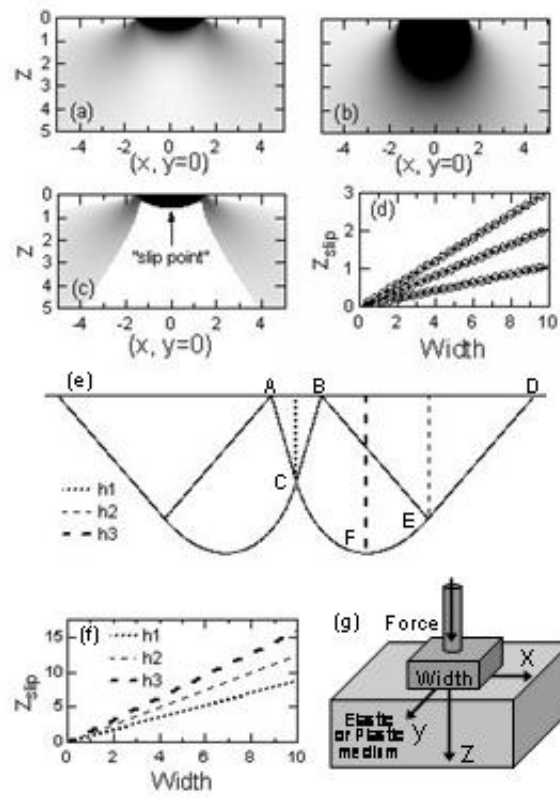 0
1
2
3
4
5
Z
(a)
-4 -2 0 2 4
(x, y=0)
(b)
-4 -2 0 2 4
(x, y=0)
0
1
2
3
4
5
Z
"slip point"
(c)
-4 -2 0 2 4
(x, y=0)
3
2
1
0
Zslip
(d)
0 2 4 6 8 10
Width
(e)
A B D
C
F E
h1
h2
h3
(f)
15
10
5
0
Zslip
h1
h2
h3
0 2 4 6 8 10
Width
(g)
Force
Width
X
Elastic
or Plastic
medium
y
Z